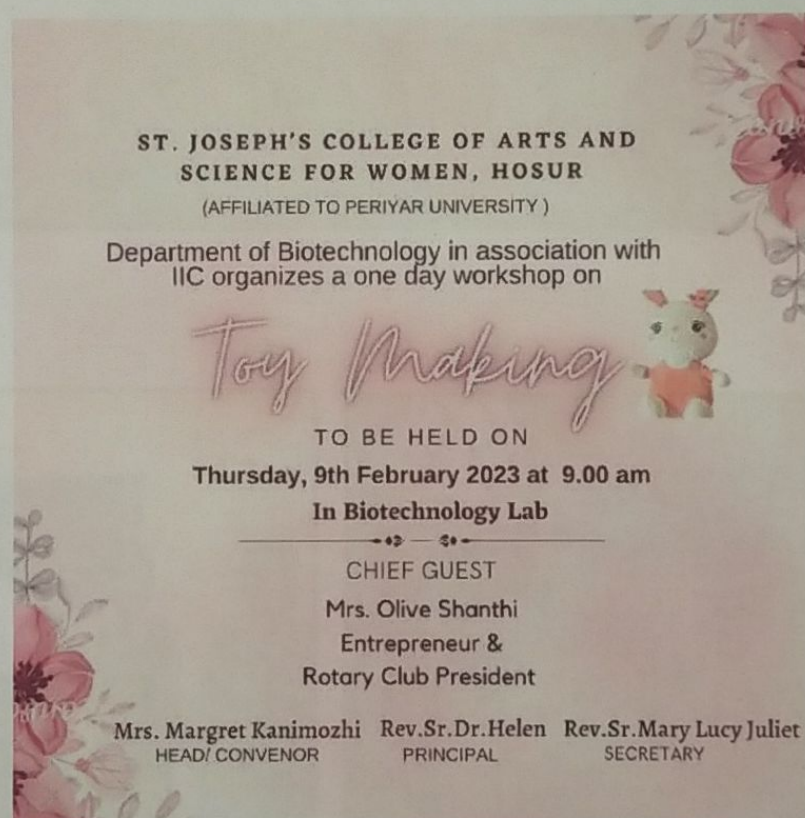 ST. JOSEPH'S COLLEGE OF ARTS AND
SCIENCE FOR WOMEN, HOSUR
(AFFILIATED TO PERIYAR UNIVERSITY )
Department of Biotechnology in association with
IIC organizes a one day workshop on
Toy Making
TO BE HELD ON
Thursday, 9th February 2023 at 9.00 am
In Biotechnology Lab
CHIEF GUEST
Mrs. Olive Shanthi
Entrepreneur &
Rotary Club President
Mrs. Margret Kanimozhi Rev.Sr.Dr.Helen Rev.Sr.Mary Lucy Juliet
HEAD/ CONVENOR PRINCIPAL SECRETARY